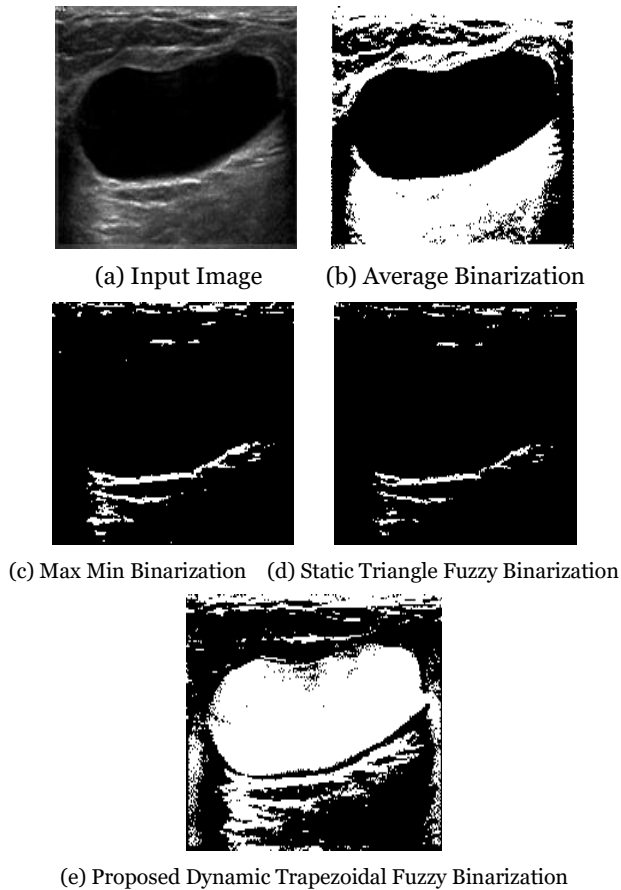 (a) Input Image (b) Average Binarization
(c) Max Min Binarization (d) Static Triangle Fuzzy Binarization
(e) Proposed Dynamic Trapezoidal Fuzzy Binarization